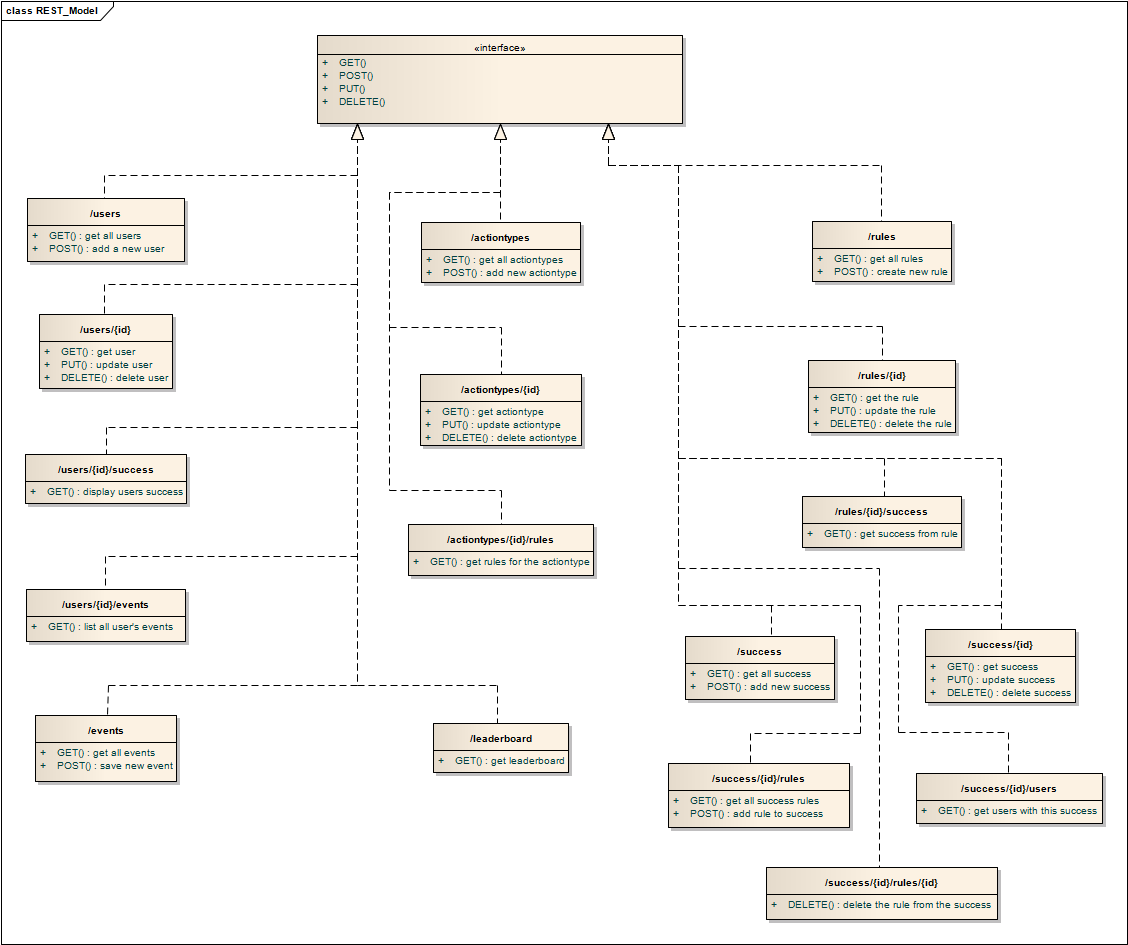 class REST_Model
«interface»
+ GET()
+ POST()
+ PUT()
+ DELETE()
/users
+ GET() : get all users
+ POST() : add a new user
/users/{id}
+ GET() : get user
+ PUT() : update user
+ DELETE() : delete user
/users/{id}/success
+ GET() : display users success
/users/{id}/events
+ GET() : list all user's events
/events
+ GET() : get all events
+ POST() : save new event
/leaderboard
+ GET() : get leaderboard
/actiontypes
+ GET() : get all actiontypes
+ POST() : add new actiontype
/actiontypes/{id}
+ GET() : get actiontype
+ PUT() : update actiontype
+ DELETE() : delete actiontype
/actiontypes/{id}/rules
+ GET() : get rules for the actiontype
/rules
+ GET() : get all rules
+ POST() : create new rule
/rules/{id}
+ GET() : get the rule
+ PUT() : update the rule
+ DELETE() : delete the rule
/rules/{id}/success
+ GET() : get success from rule
/success
+ GET() : get all success
+ POST() : add new success
/success/{id}
+ GET() : get success
+ PUT() : update success
+ DELETE() : delete success
/success/{id}/rules
+ GET() : get all success rules
+ POST() : add rule to success
/success/{id}/users
+ GET() : get users with this success
/success/{id}/rules/{id}
+ DELETE() : delete the rule from the success